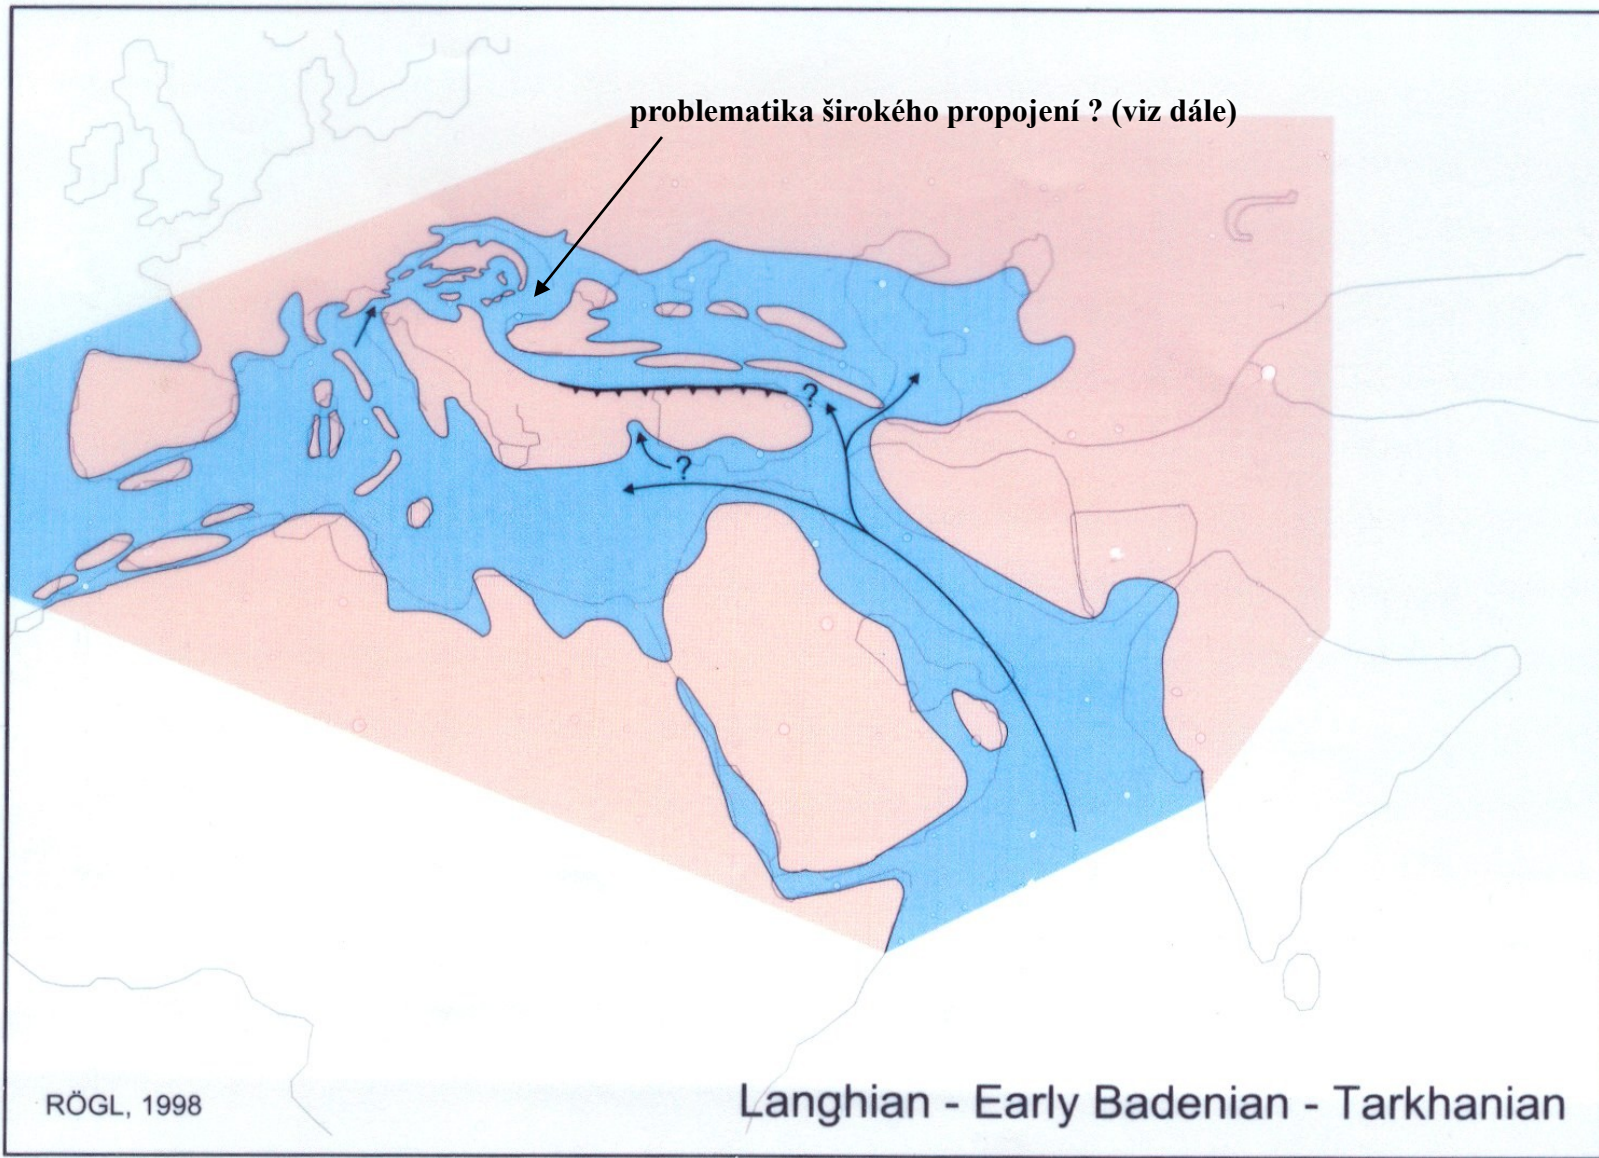 problematika širokého propojení ? (viz dále)
?
?
RÖGL, 1998
Langhian - Early Badenian - Tarkhanian